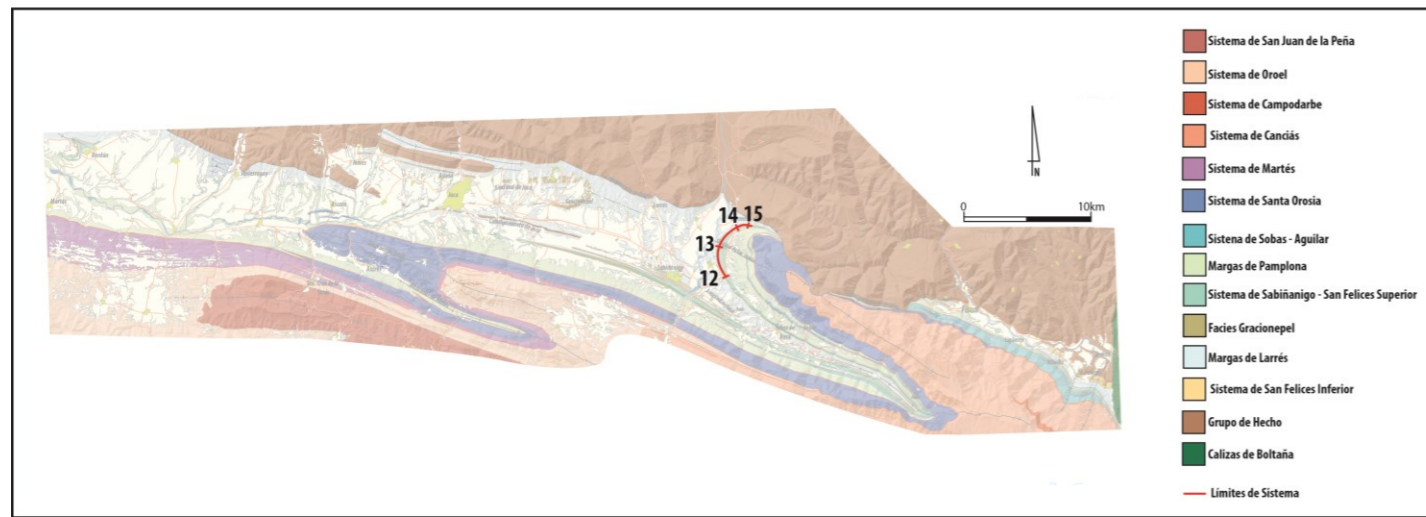 Sistema de San Juan de la Peña
Sistema de Oroel
Sistema de Campodarbe
Sistema de Canciás
Sistema de Martés
Sistema de Santa Orosia
Sistena de Sobas - Aguilar
Margas de Pamplona
Sistema de Sabiñanigo - San Felices Superior
Facies Gracionepel
Margas de Larrés
Sistema de San Felices Inferior
Grupo de Hecho
Calizas de Boltaña
Límites de Sistema
N
0 10km
14 15
13
12
Martés